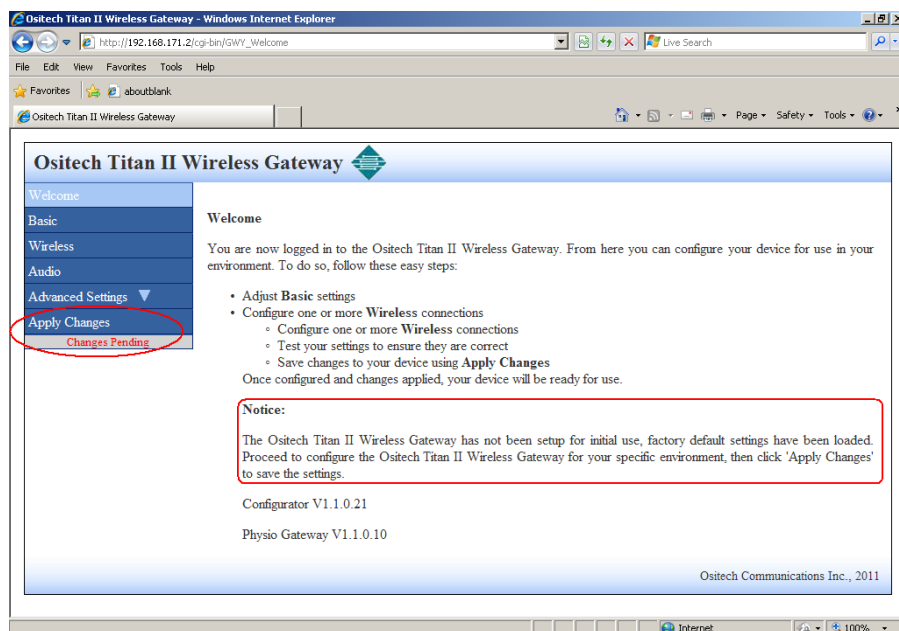 Ositech Titan II Wireless Gateway - Windows Internet Explorer
http://192.168.171.2/cgi-bin/GWY_Welcome
Live Search
File Edit View Favorites Tools Help
Favorites aboutblank
Ositech Titan II Wireless Gateway
Page Safety Tools
Ositech Titan II Wireless Gateway
Welcome
Basic
Wireless
Audio
Advanced Settings
Apply Changes
Changes Pending
Welcome
You are now logged in to the Ositech Titan II Wireless Gateway. From here you can configure your device for use in your
environment. To do so, follow these easy steps:
• Adjust Basic settings
• Configure one or more Wireless connections
◦ Configure one or more Wireless connections
◦ Test your settings to ensure they are correct
◦ Save changes to your device using Apply Changes
Once configured and changes applied, your device will be ready for use.
Notice:
The Ositech Titan II Wireless Gateway has not been setup for initial use, factory default settings have been loaded.
Proceed to configure the Ositech Titan II Wireless Gateway for your specific environment, then click 'Apply Changes'
to save the settings.
Configurator V1.1.0.21
Physio Gateway V1.1.0.10
Ositech Communications Inc., 2011
Internet
100%